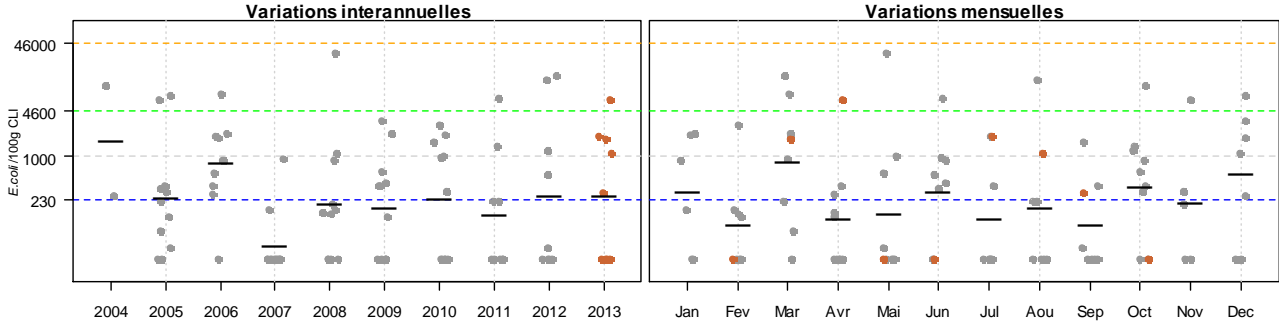 Variations interannuelles
Variations mensuelles
46000
4600
1000
230
E.coli/100g CLI
2004 2005 2006 2007 2008 2009 2010 2011 2012 2013
Jan Fev Mar Avr Mai Jun Jul Aou Sep Oct Nov Dec